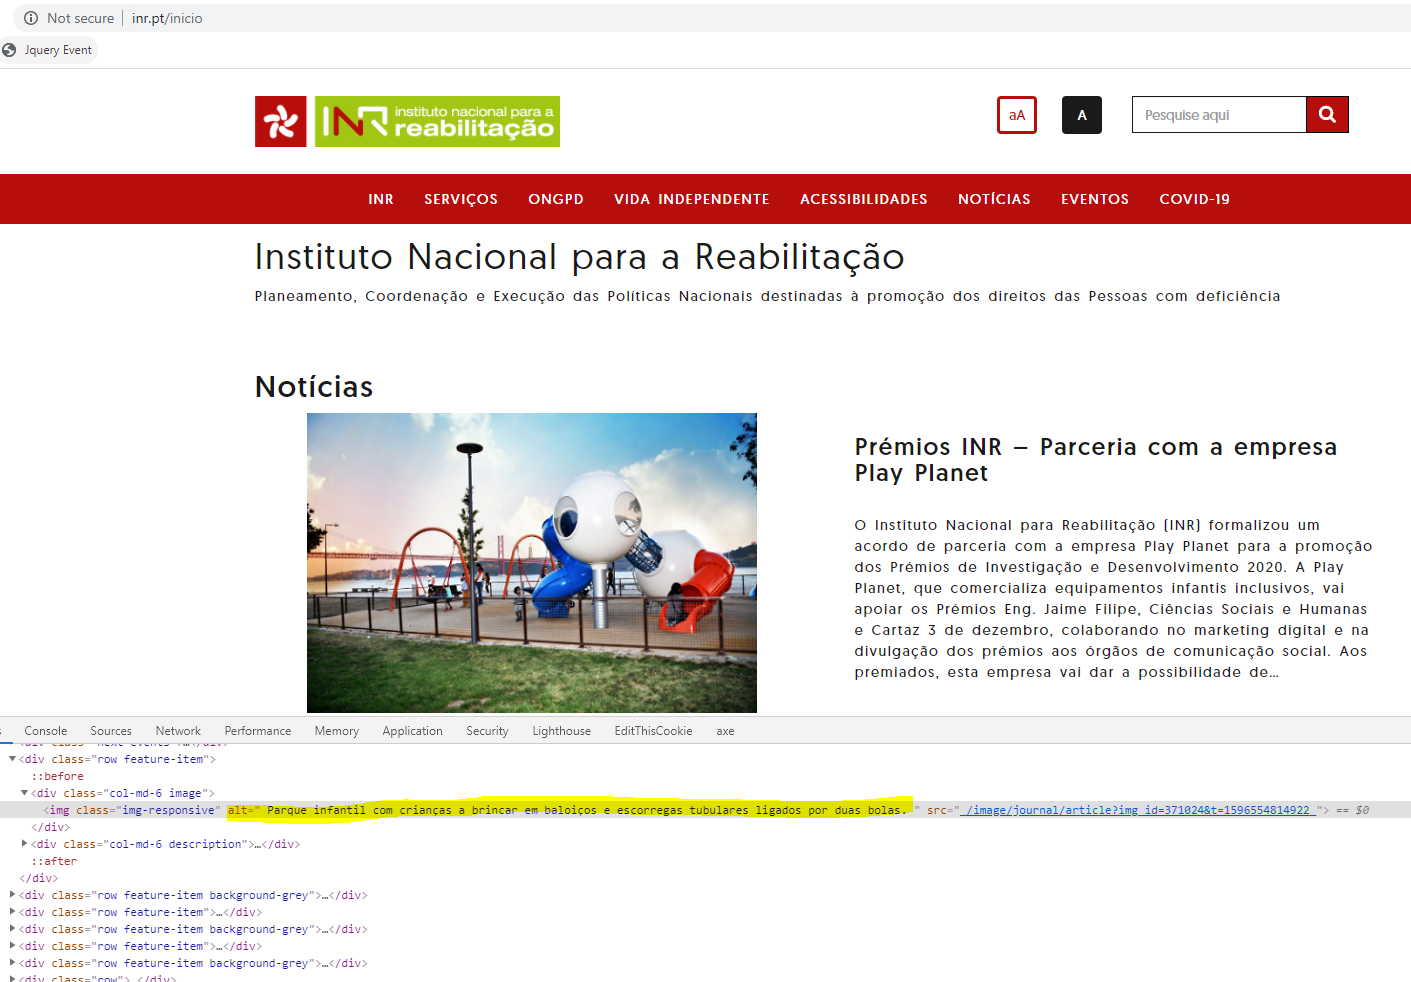 Not secure | inr.pt/inicio
Jquery Event
INR instituto nacional para a
reabilitação
aA
A
Pesquise aqui
INR SERVIÇOS ONGPD VIDA INDEPENDENTE ACESSIBILIDADES NOTÍCIAS EVENTOS COVID-19
Instituto Nacional para a Reabilitação
Planeamento, Coordenação e Execução das Políticas Nacionais destinadas à promoção dos direitos das Pessoas com deficiência
Notícias
Prémios INR – Parceria com a empresa
Play Planet
O Instituto Nacional para Reabilitação (INR) formalizou um
acordo de parceria com a empresa Play Planet para a promoção
dos Prémios de Investigação e Desenvolvimento 2020. A Play
Planet, que comercializa equipamentos infantis inclusivos, vai
apoiar os Prémios Eng. Jaime Filipe, Ciências Sociais e Humanas
e Cartaz 3 de dezembro, colaborando no marketing digital e na
divulgação dos prémios aos órgãos de comunicação social. Aos
premiados, esta empresa vai dar a possibilidade de...
Console Sources Network Performance Memory Application Security Lighthouse EditThisCookie axe
<div class="row feature-item">
::before
<div class="col-md-6 image">
<img class="img-responsive" alt=" Parque infantil com crianças a brincar em baloiços e escorregas tubulares ligados por duas bolas. " src=" /image/journal/article?img_id=371024&t=1596554814922 "> == $0
</div>
<div class="col-md-6 description">…</div>
::after
</div>
<div class="row feature-item background-grey">…</div>
<div class="row feature-item">…</div>
<div class="row feature-item background-grey">…</div>
<div class="row feature-item">…</div>
<div class="row feature-item background-grey">…</div>
<div class="row"> </div>